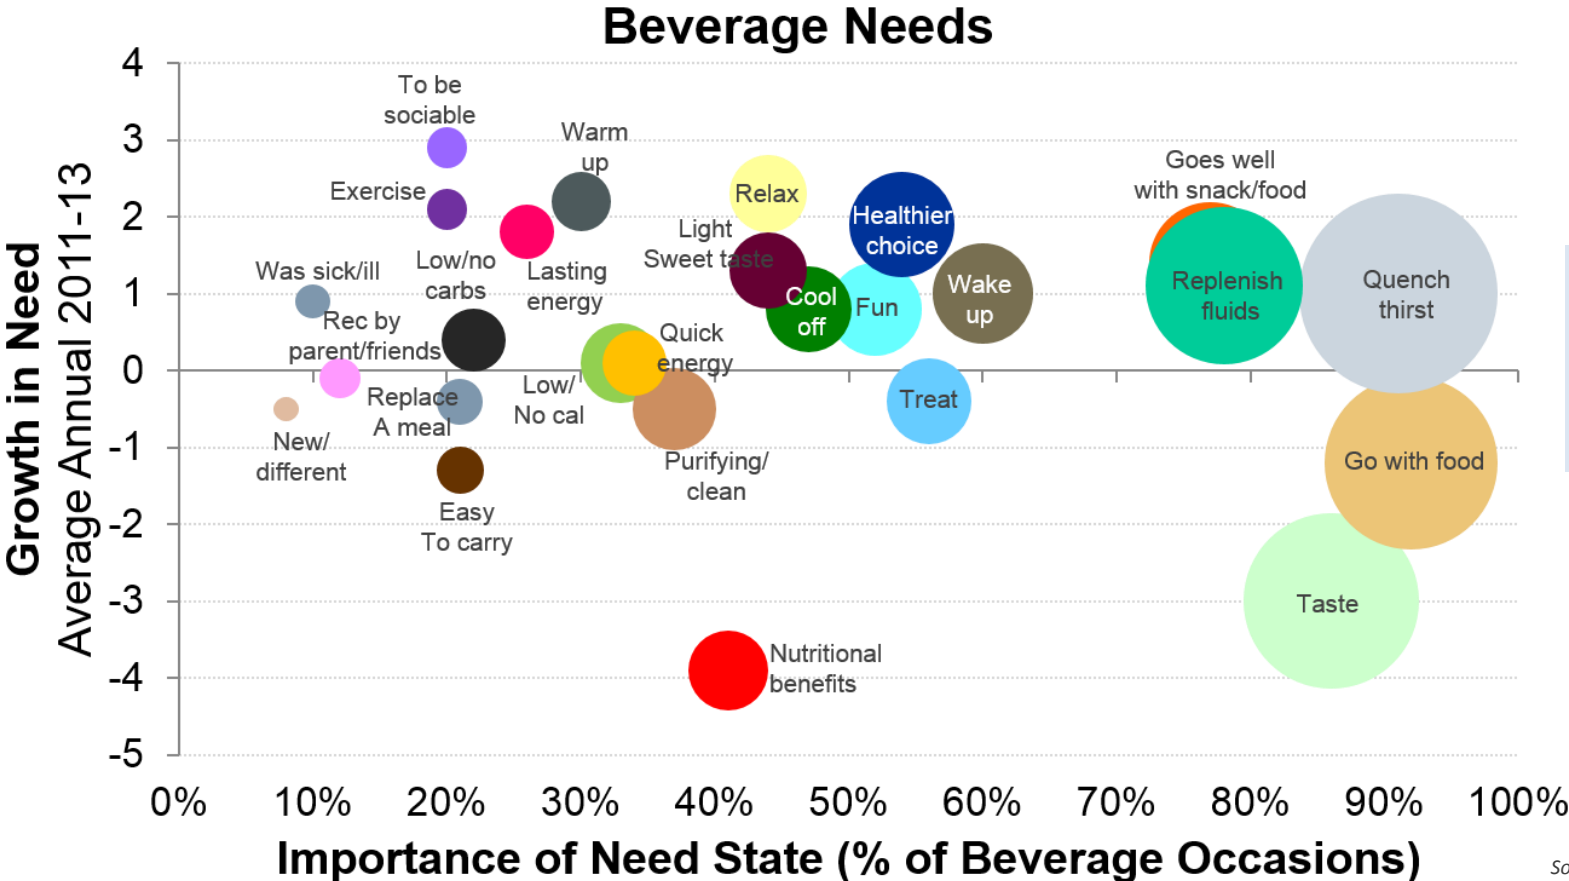 Beverage Needs
Growth in Need
Average Annual 2011-13
4
3
2
1
0
-1
-2
-3
-4
-5
To be
sociable
Exercise
Warm
up
Low/no
carbs
Lasting
energy
Was sick/ill
Rec by
parent/friends
Replace
A meal
New/
different
Easy
To carry
Low/
No cal
Quick
energy
Purifying/
clean
Relax
Light
Sweet taste
Cool
off
Fun
Healthier
choice
Wake
up
Treat
Nutritional
benefits
Goes well
with snack/food
Replenish
fluids
Quench
thirst
Go with food
Taste
0% 10% 20% 30% 40% 50% 60% 70% 80% 90% 100%
Importance of Need State (% of Beverage Occasions)
So